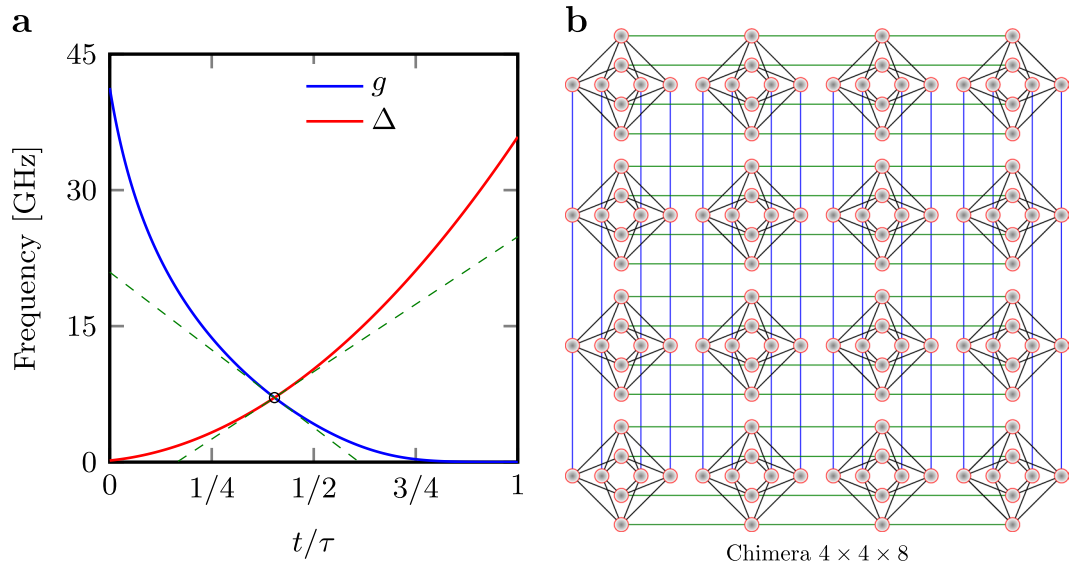 a
b
45
30
15
0
Frequency [GHz]
g
Δ
0
1/4
1/2
3/4
1
t/τ
Chimera 4 × 4 × 8